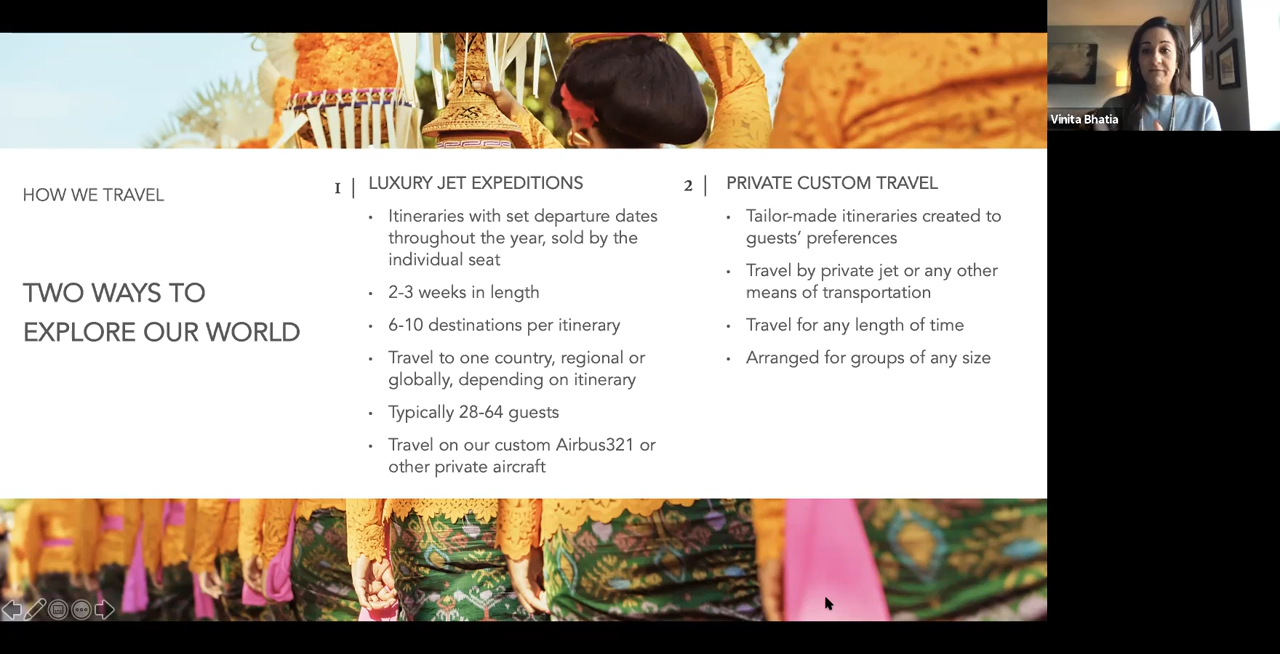 HOW WE TRAVEL
TWO WAYS TO
EXPLORE OUR WORLD
1 | LUXURY JET EXPEDITIONS
• Itineraries with set departure dates
throughout the year, sold by the
individual seat
• 2-3 weeks in length
• 6-10 destinations per itinerary
• Travel to one country, regional or
globally, depending on itinerary
• Typically 28-64 guests
• Travel on our custom Airbus321 or
other private aircraft
2 | PRIVATE CUSTOM TRAVEL
• Tailor-made itineraries created to
guests’ preferences
• Travel by private jet or any other
means of transportation
• Travel for any length of time
• Arranged for groups of any size
Vinita Bhatia